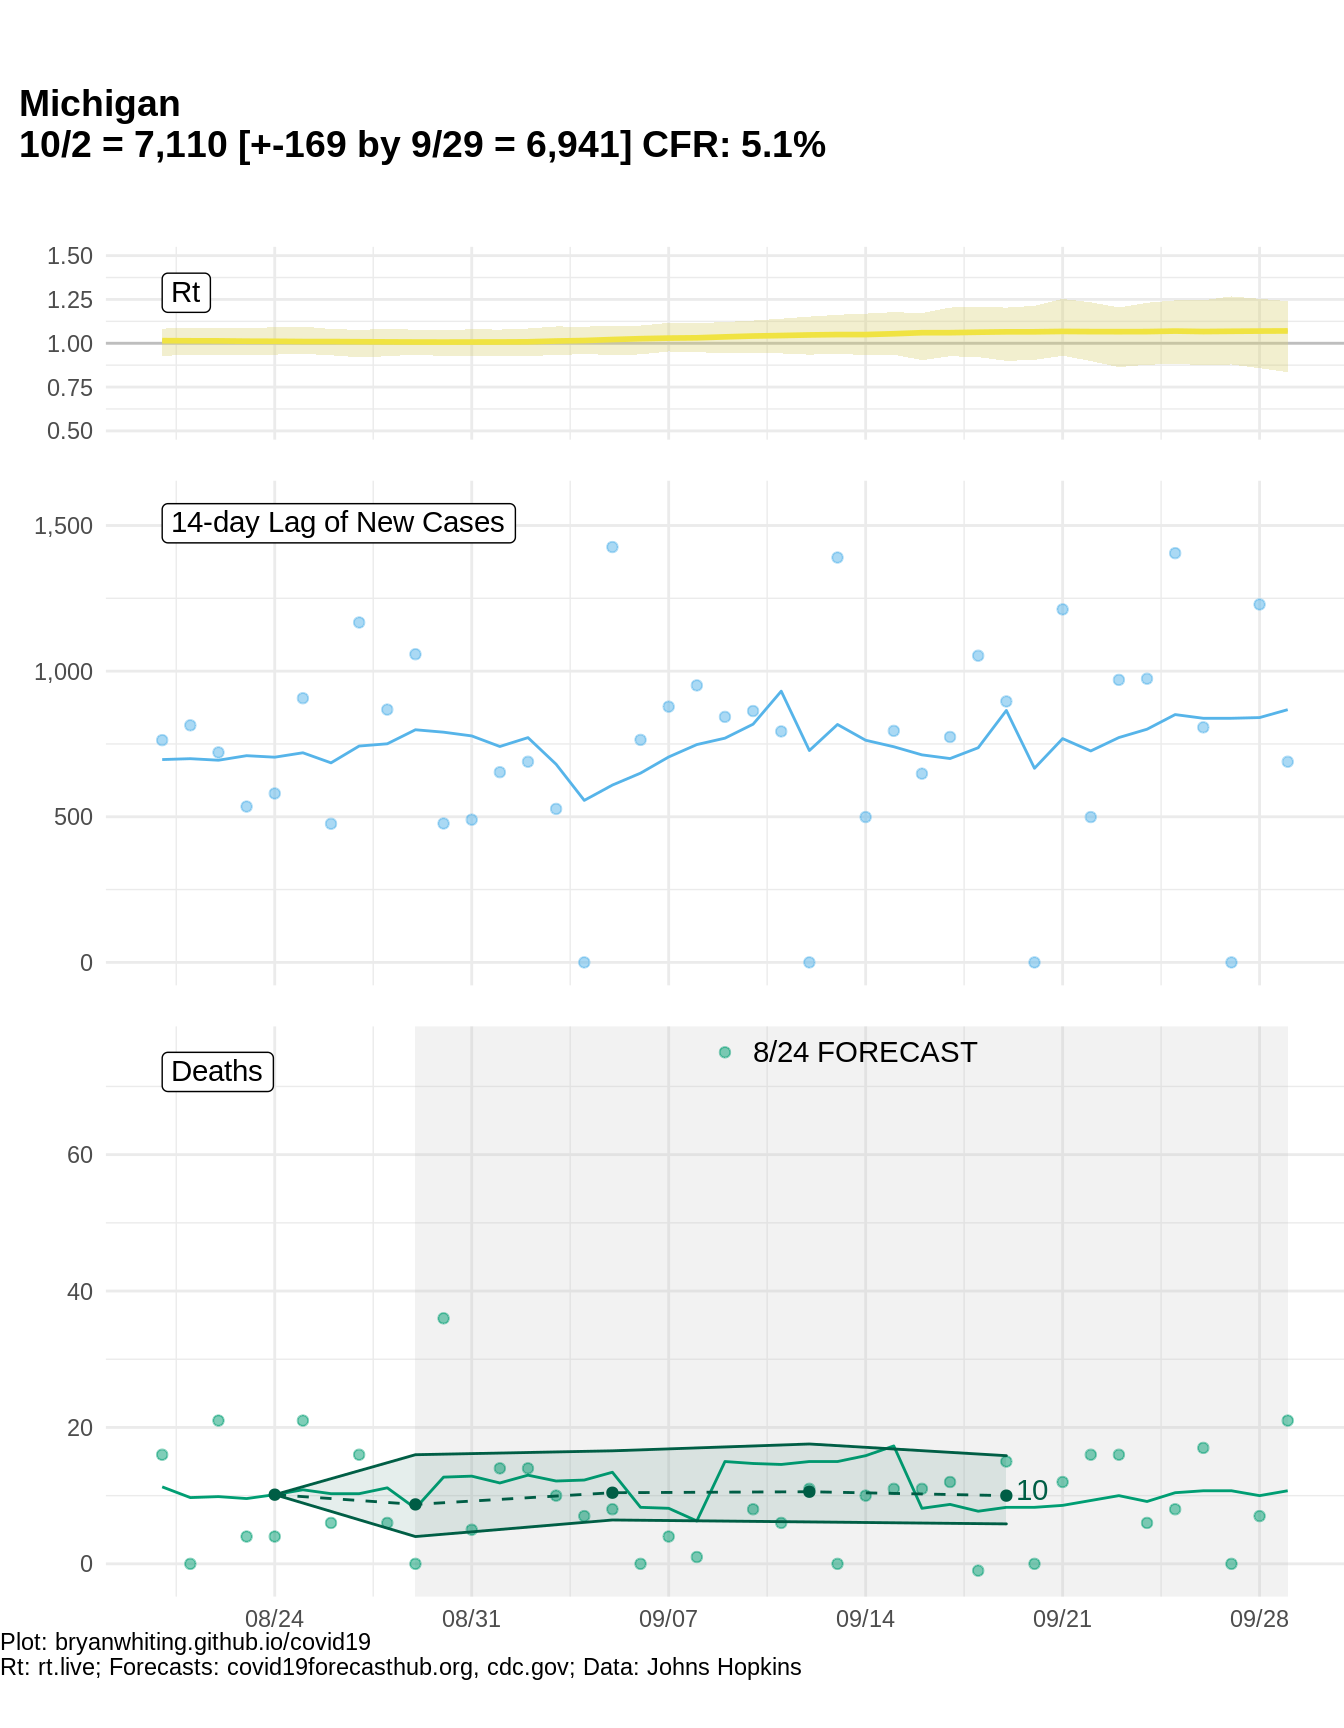 Michigan
10/2 = 7,110 [+-169 by 9/29 = 6,941] CFR: 5.1%
1.50
1.25
1.00
0.75
0.50
Rt
1,500
1,000
500
0
14-day Lag of New Cases
Deaths
8/24 FORECAST
60
40
20
0
10
08/24
08/31
09/07
09/14
09/21
09/28
Plot: bryanwhiting.github.io/covid19
Rt: rt.live; Forecasts: covid19forecasthub.org, cdc.gov; Data: Johns Hopkins